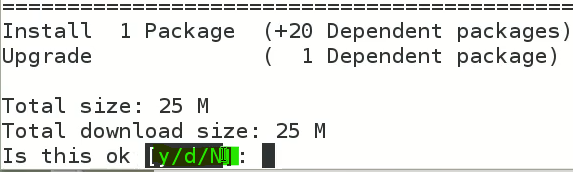 ================================================
Install  1 Package  (+20 Dependent packages)
Upgrade             (  1 Dependent package)
Total size: 25 M
Total download size: 25 M
Is this ok [y/d/N]: